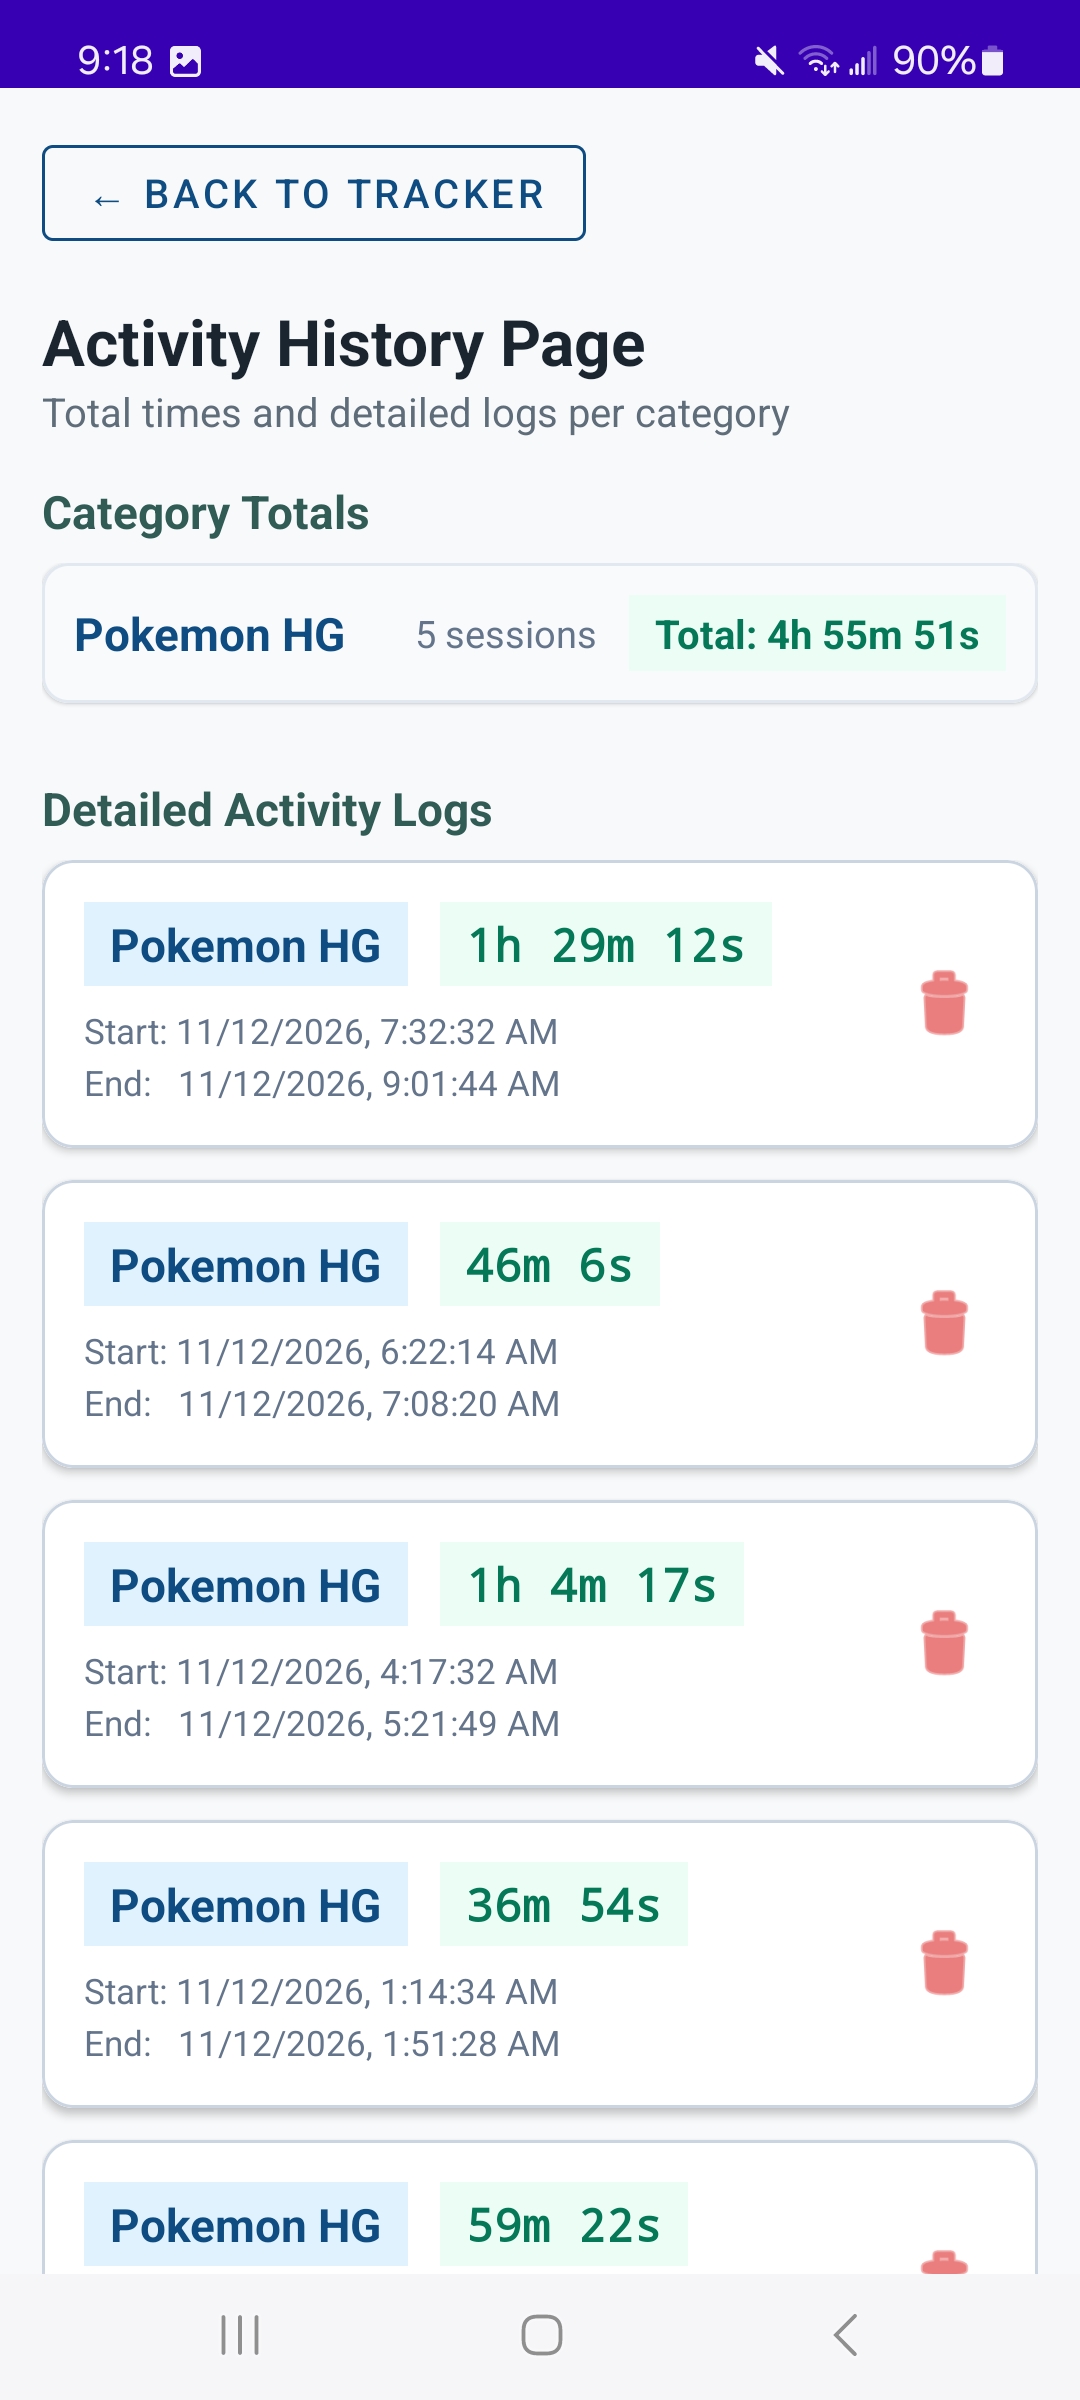 9:18 90%
← BACK TO TRACKER
Activity History Page
Total times and detailed logs per category
Category Totals
Pokemon HG 5 sessions Total: 4h 55m 51s
Detailed Activity Logs
Pokemon HG 1h 29m 12s
Start: 11/12/2026, 7:32:32 AM
End: 11/12/2026, 9:01:44 AM
Pokemon HG 46m 6s
Start: 11/12/2026, 6:22:14 AM
End: 11/12/2026, 7:08:20 AM
Pokemon HG 1h 4m 17s
Start: 11/12/2026, 4:17:32 AM
End: 11/12/2026, 5:21:49 AM
Pokemon HG 36m 54s
Start: 11/12/2026, 1:14:34 AM
End: 11/12/2026, 1:51:28 AM
Pokemon HG 59m 22s